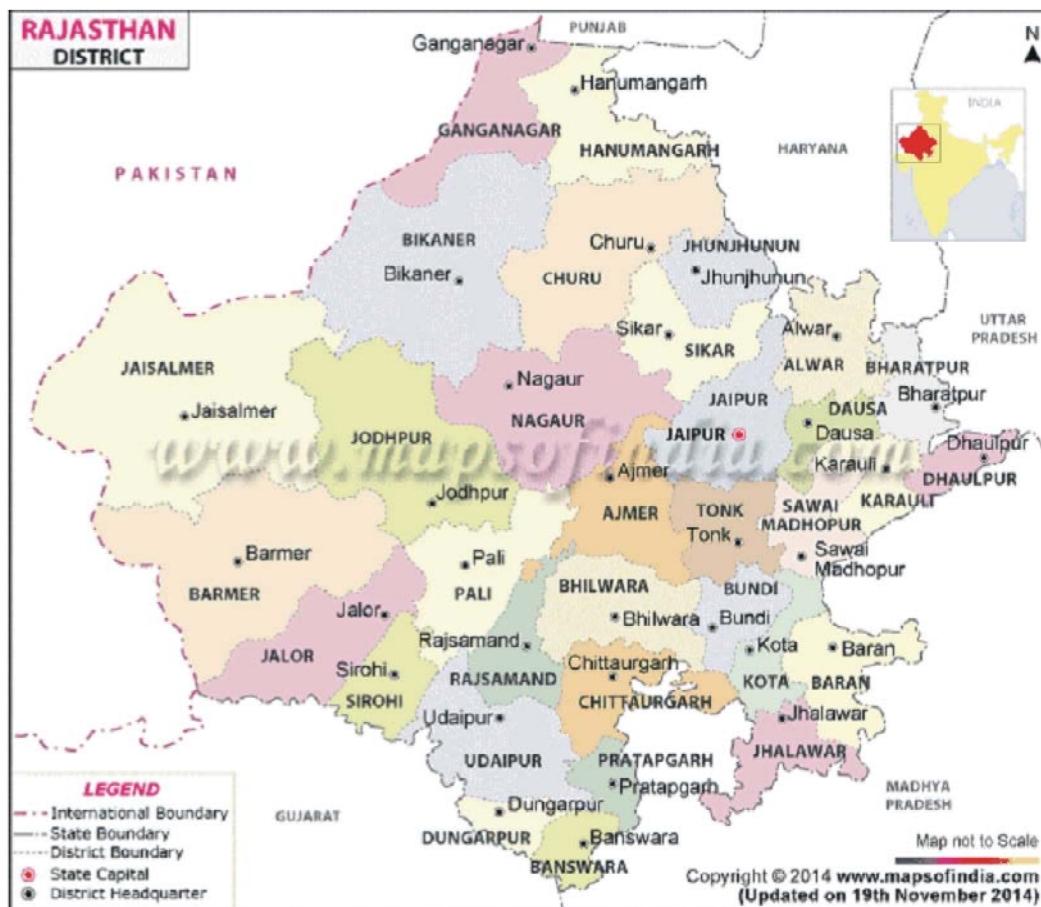 RAJASTHAN
DISTRICT
PUNJAB
N
Ganganagar
Hanumangarh
INDIA
GANGANAGAR
HANUMANGARH
HARYANA
PAKISTAN
BIKANER
Churu
JHUNJHUNUN
Bikaner
CHURU
Jhunjhunun
UTTAR
PRADESH
Sikar
SIKAR
Alwar
ALWAR
BHARATPUR
JAISALMER
Nagaur
JAIPUR
Bharatpur
Jaisalmer
NAGAUR
DAUSA
JODHPUR
JAIPUR
Dausa
www.mapsofindia.com
Dhaulpur
Ajmer
Karauli
DHAULPUR
Jodhpur
AJMER
TONK
SAWAI
MADHOPUR
KARAULI
Tonk
Sawai
Madhopur
Barmer
Pali
BARMER
PALI
BHILWARA
BUNDI
Jalor
Bhilwara
Bundi
Rajsamand
Kota
Baran
JALOR
Sirohi
Chittaurgarh
RAJSAMAND
KOTA
BARAN
SIROHI
CHITTAURGARH
Udaipur
Jhalawar
UDAIPUR
PRATAPGARH
JHALAWAR
Pratapgarh
MADHYA
PRADESH
GUJARAT
Dungarpur
DUNGARPUR
Banswara
BANSWARA
LEGEND
International Boundary
State Boundary
District Boundary
State Capital
District Headquarter
Map not to Scale
Copyright © 2014 www.mapsofindia.com
(Updated on 19th November 2014)